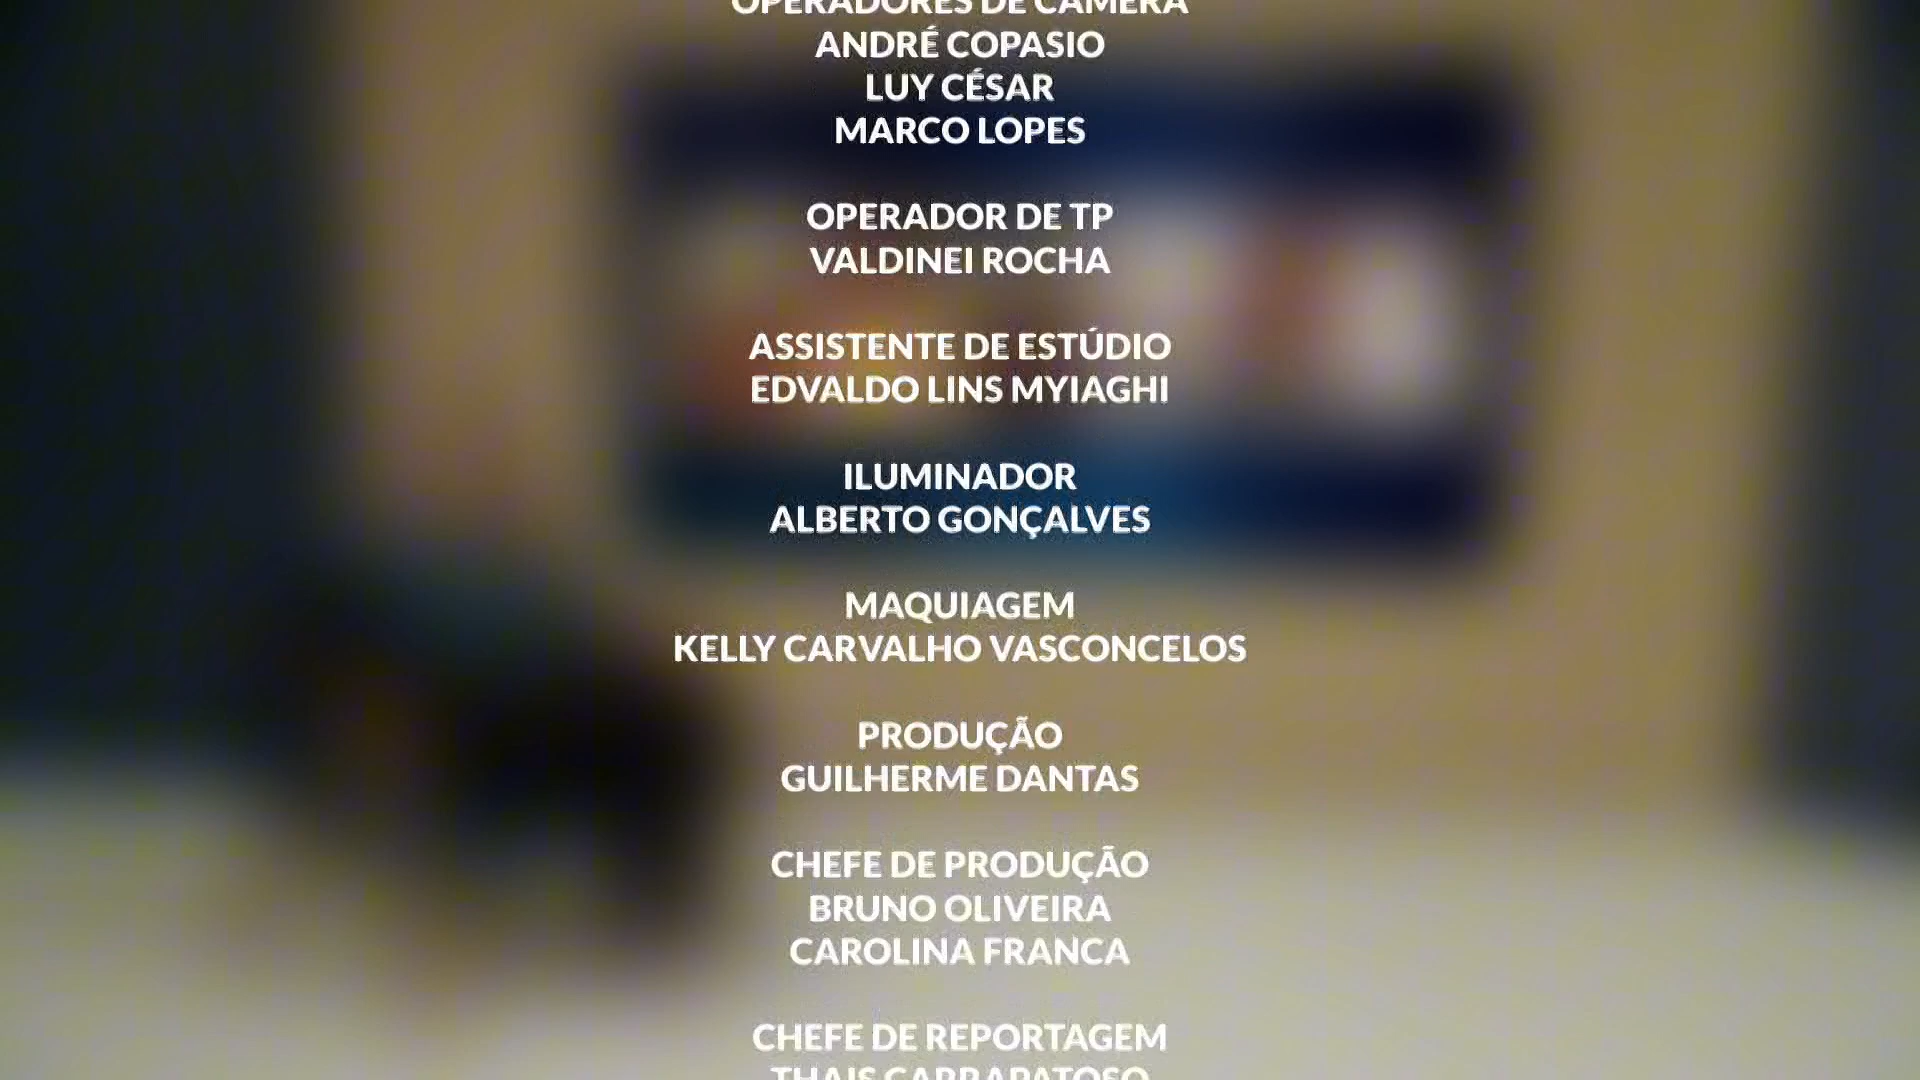 OPERADORES DE CÂMERA
ANDRÉ COPASIO
LUY CÉSAR
MARCO LOPES
OPERADOR DE TP
VALDINEI ROCHA
ASSISTENTE DE ESTÚDIO
EDVALDO LINS MYIAGHI
ILUMINADOR
ALBERTO GONÇALVES
MAQUIAGEM
KELLY CARVALHO VASCONCELOS
PRODUÇÃO
GUILHERME DANTAS
CHEFE DE PRODUÇÃO
BRUNO OLIVEIRA
CAROLINA FRANCA
CHEFE DE REPORTAGEM
THAIS CARRAPATOSO